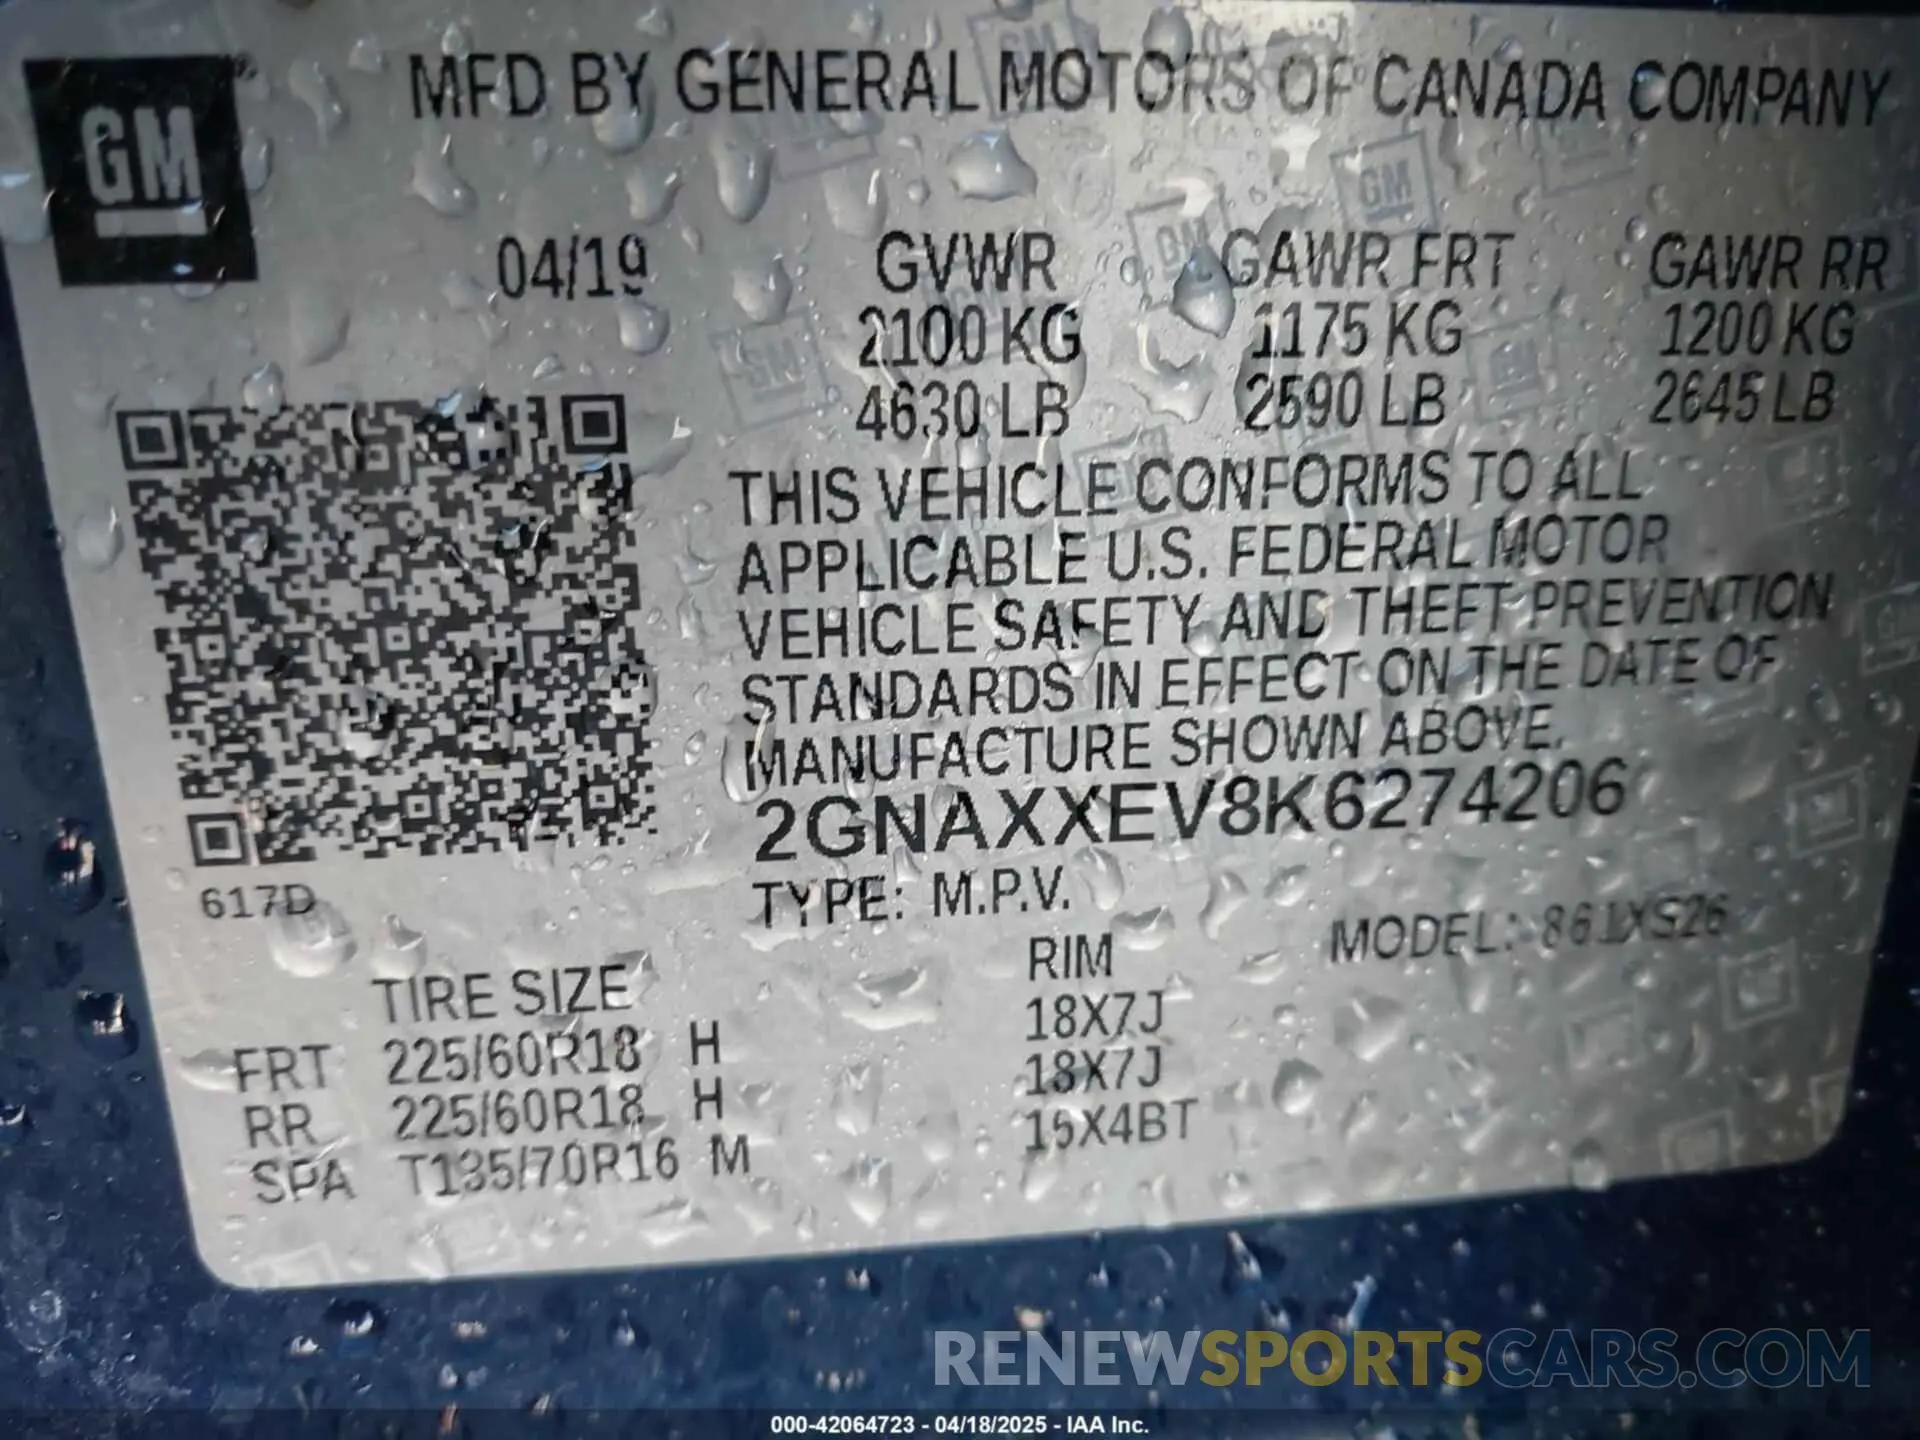 GM
MFD BY GENERAL MOTORS OF CANADA COMPANY
04/19
GVWR GAWR FRT GAWR RR
2100 KG 1175 KG 1200 KG
4630 LB 2590 LB 2645 LB
THIS VEHICLE CONFORMS TO ALL
APPLICABLE U.S. FEDERAL MOTOR
VEHICLE SAFETY AND THEFT PREVENTION
STANDARDS IN EFFECT ON THE DATE OF
MANUFACTURE SHOWN ABOVE.
2GNAXXEV8K6274206
617D
TYPE: M.P.V.
MODEL: 861XS26
TIRE SIZE RIM
FRT 225/60R18 H 18X7J
RR 225/60R18 H 18X7J
SPA T135/70R16 M 16X4BT
RENEWSPORTSCARS.COM
000-42064723 - 04/18/2025 - IAA Inc.